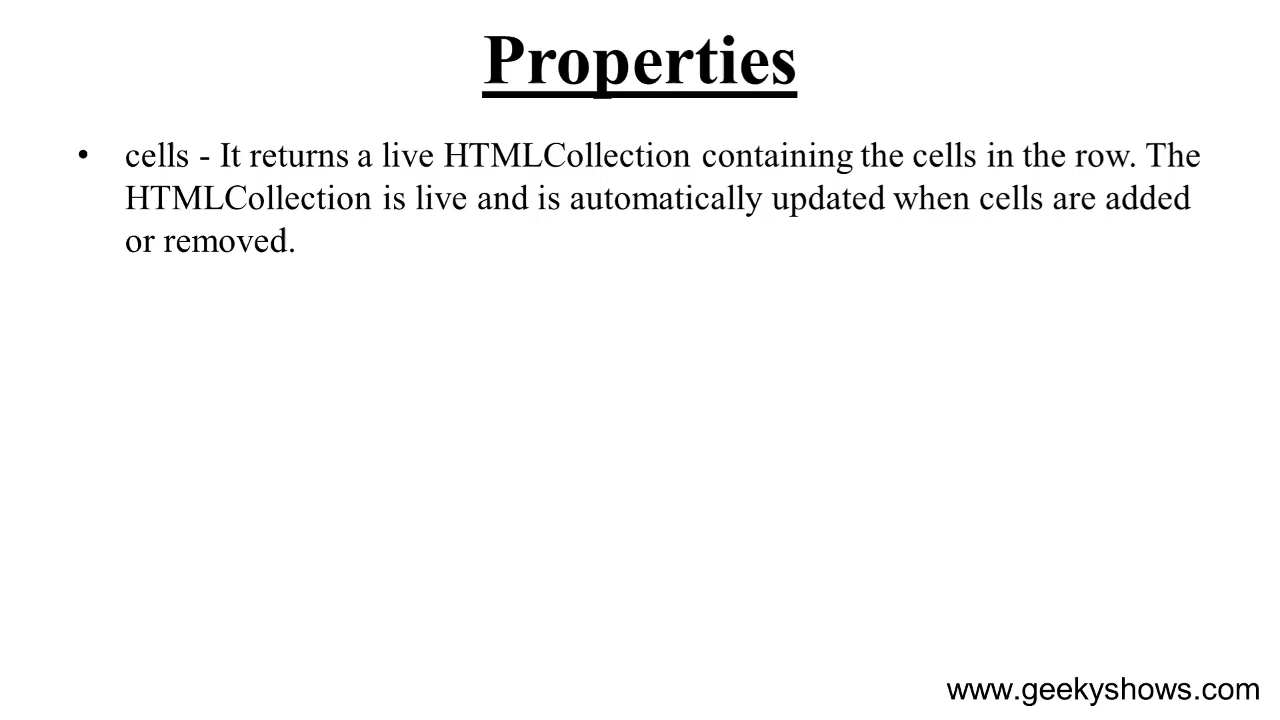 Properties
• cells - It returns a live HTMLCollection containing the cells in the row. The
HTMLCollection is live and is automatically updated when cells are added
or removed.
www.geekyshows.com